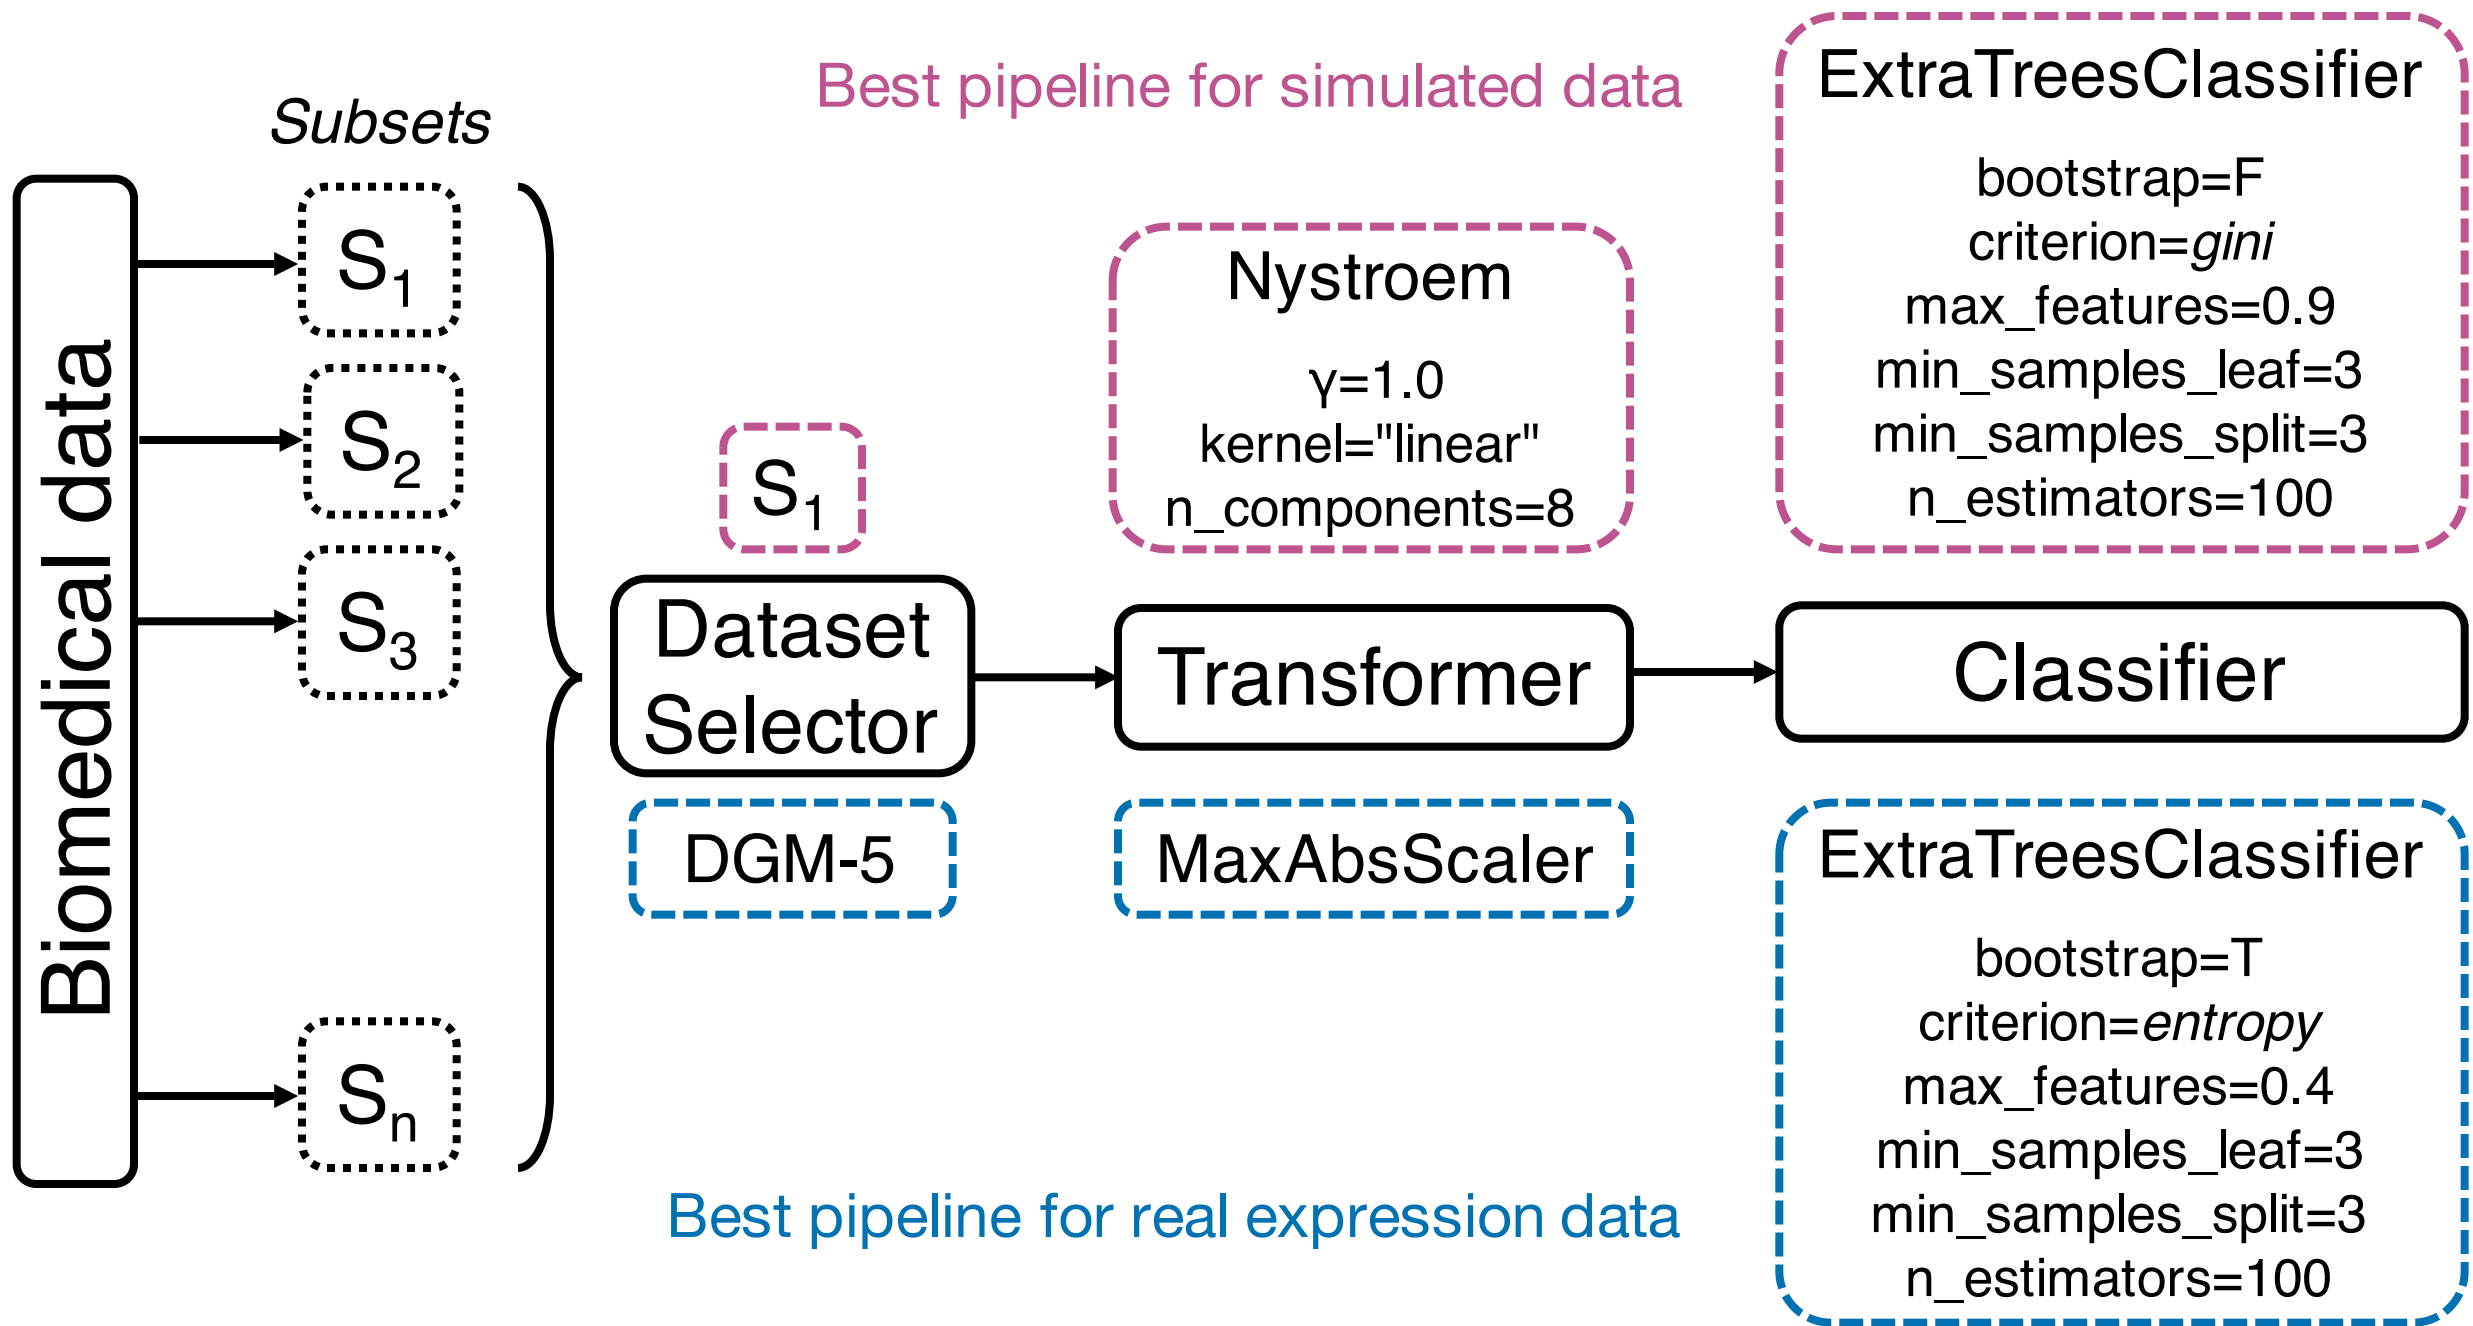 Best pipeline for simulated data
Subsets
Biomedical data
S₁
S₂
S₃
Sₙ
S₁
Dataset
Selector
DGM-5
Nystroem
γ=1.0
kernel="linear"
n_components=8
Transformer
MaxAbsScaler
ExtraTreesClassifier
bootstrap=F
criterion=gini
max_features=0.9
min_samples_leaf=3
min_samples_split=3
n_estimators=100
Classifier
ExtraTreesClassifier
bootstrap=T
criterion=entropy
max_features=0.4
min_samples_leaf=3
min_samples_split=3
n_estimators=100
Best pipeline for real expression data